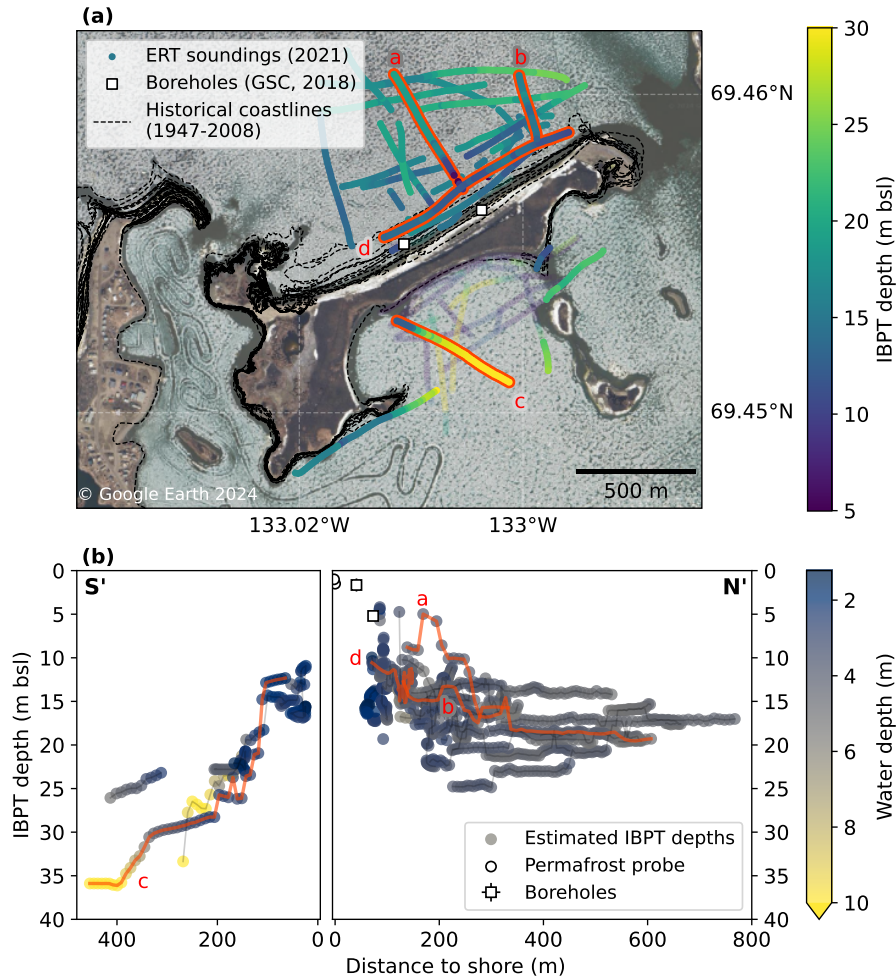 (a)
ERT soundings (2021)
Boreholes (GSC, 2018)
Historical coastlines
(1947-2008)
a
b
d
c
69.46°N
69.45°N
500 m
© Google Earth 2024
133.02°W
133°W
30
25
20
15
10
5
IBPT depth (m bsl)
(b)
S'
N'
0
5
10
15
20
25
30
35
40
IBPT depth (m bsl)
0
5
10
15
20
25
30
35
40
a
d
b
c
Estimated IBPT depths
Permafrost probe
Boreholes
400
200
0
0
200
400
600
800
Distance to shore (m)
2
4
6
8
10
Water depth (m)